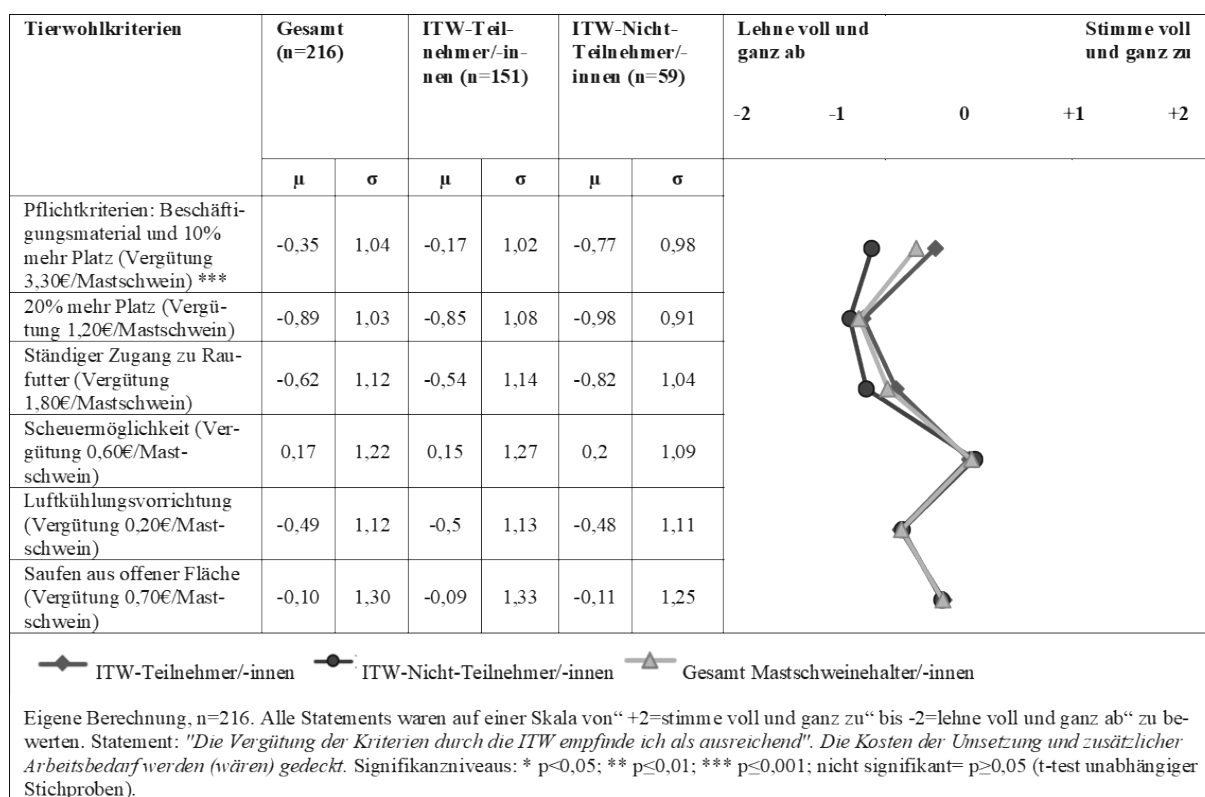 Tierwohlkriterien
Gesamt
(n=216)
ITW-Teil-
nehmer/-in-
nen (n=151)
ITW-Nicht-
Teilnehmer/-
innen (n=59)
Lehne voll und
ganz ab
Stimme voll
und ganz zu
-2 -1 0 +1 +2
μ σ μ σ μ σ
Pflichtkriterien: Beschäfti-
gungsmaterial und 10%
mehr Platz (Vergütung
3,30€/Mastschwein) ***
-0,35 1,04 -0,17 1,02 -0,77 0,98
20% mehr Platz (Vergü-
tung 1,20€/Mastschwein)
-0,89 1,03 -0,85 1,08 -0,98 0,91
Ständiger Zugang zu Rau-
futter (Vergütung
1,80€/Mastschwein)
-0,62 1,12 -0,54 1,14 -0,82 1,04
Scheuermöglichkeit (Ver-
gütung 0,60€/Mast-
schwein)
0,17 1,22 0,15 1,27 0,2 1,09
Luftkühlungsvorrichtung
(Vergütung 0,20€/Mast-
schwein)
-0,49 1,12 -0,5 1,13 -0,48 1,11
Saufen aus offener Fläche
(Vergütung 0,70€/Mast-
schwein)
-0,10 1,30 -0,09 1,33 -0,11 1,25
ITW-Teilnehmer/-innen ITW-Nicht-Teilnehmer/-innen Gesamt Mastschweinehalter/-innen
Eigene Berechnung, n=216. Alle Statements waren auf einer Skala von“ +2=stimme voll und ganz zu“ bis -2=lehne voll und ganz ab“ zu be-
werten. Statement: "Die Vergütung der Kriterien durch die ITW empfinde ich als ausreichend". Die Kosten der Umsetzung und zusätzlicher
Arbeitsbedarf werden (wären) gedeckt. Signifikanzniveaus: * p<0,05; ** p≤0,01; *** p≤0,001; nicht signifikant= p≥0,05 (t-test unabhängiger
Stichproben).